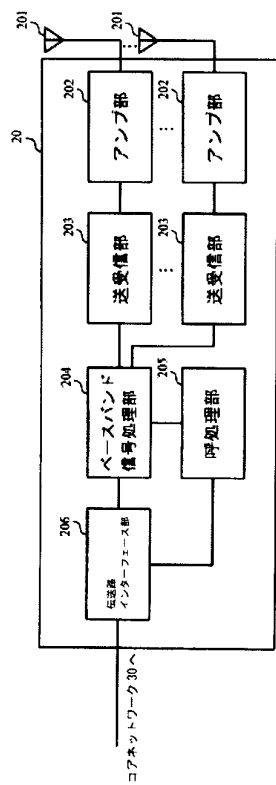 201
201
20
202
アンプ部
202
アンプ部
203
送受信部
203
送受信部
204
ベースバンド
信号処理部
205
呼処理部
206
伝送路
インターフェース部
コアネットワーク30へ